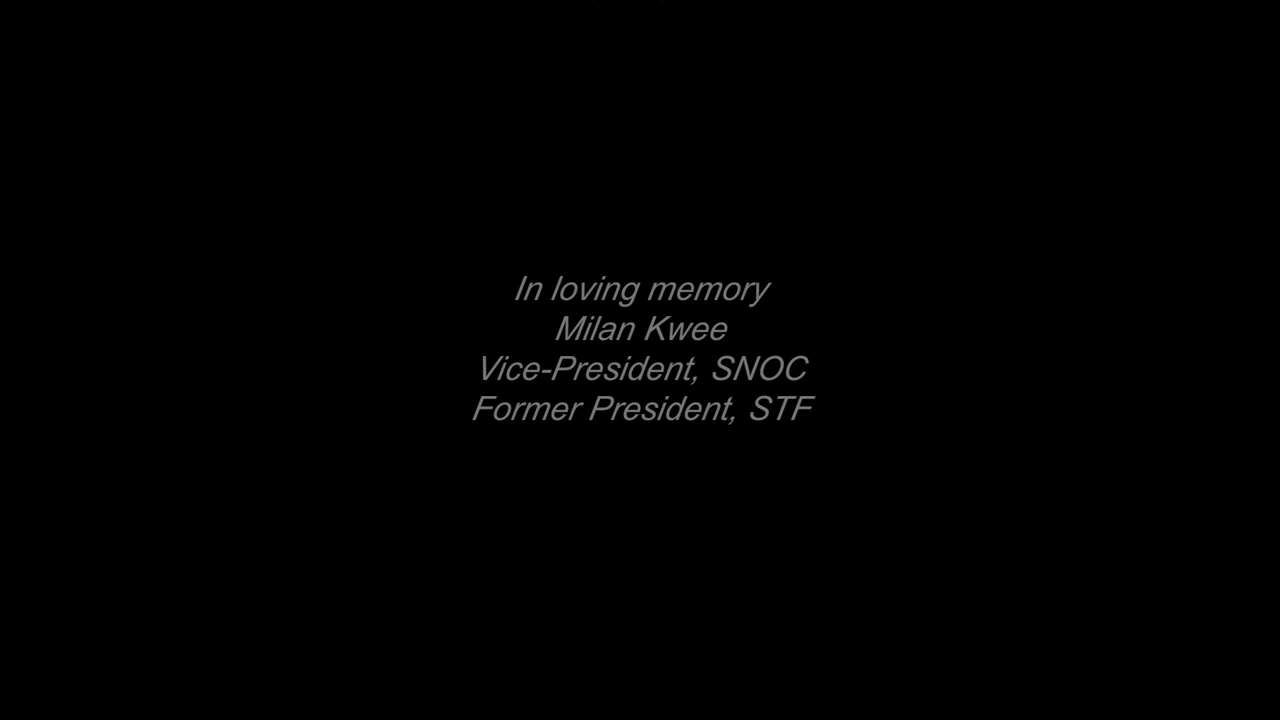 In loving memory
Milan Kwee
Vice-President, SNOC
Former President, STF